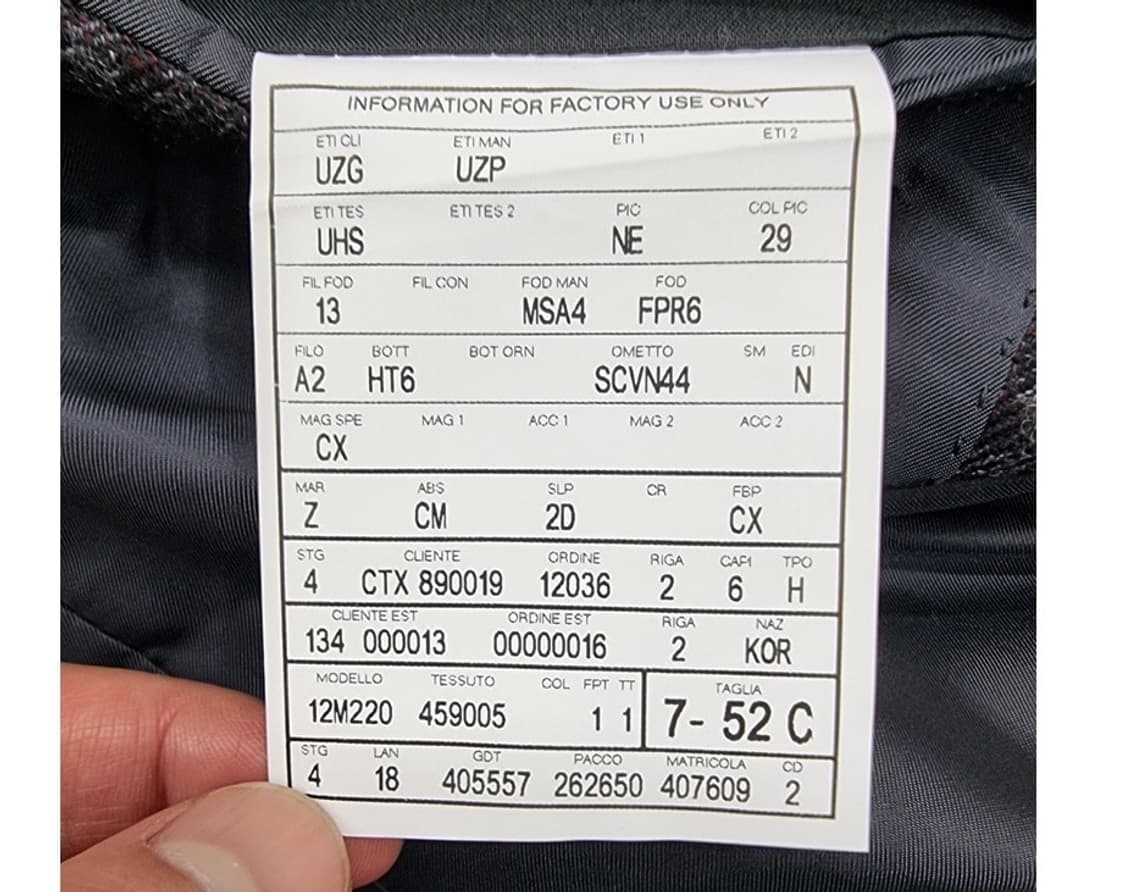 INFORMATION FOR FACTORY USE ONLY
ETI CLI ETI MAN ETI 1 ETI 2
UZG UZP
ETI TES ETI TES 2 PIC COL PIC
UHS NE 29
FIL FOD FIL CON FOD MAN FOD
13 MSA4 FPR6
FILO BOTT BOT ORN OMETTO SM EDI
A2 HT6 SCVN44 N
MAG SPE MAG 1 ACC 1 MAG 2 ACC 2
CX
MAR ABS SLP CR FBP
Z CM 2D CX
STG CLIENTE ORDINE RIGA CAPI TPO
4 CTX 890019 12036 2 6 H
CLIENTE EST ORDINE EST RIGA NAZ
134 000013 00000016 2 KOR
MODELLO TESSUTO COL FPT TT TAGLIA
12M220 459005 1 1 7- 52 C
STG LAN GDT PACCO MATRICOLA CD
4 18 405557 262650 407609 2